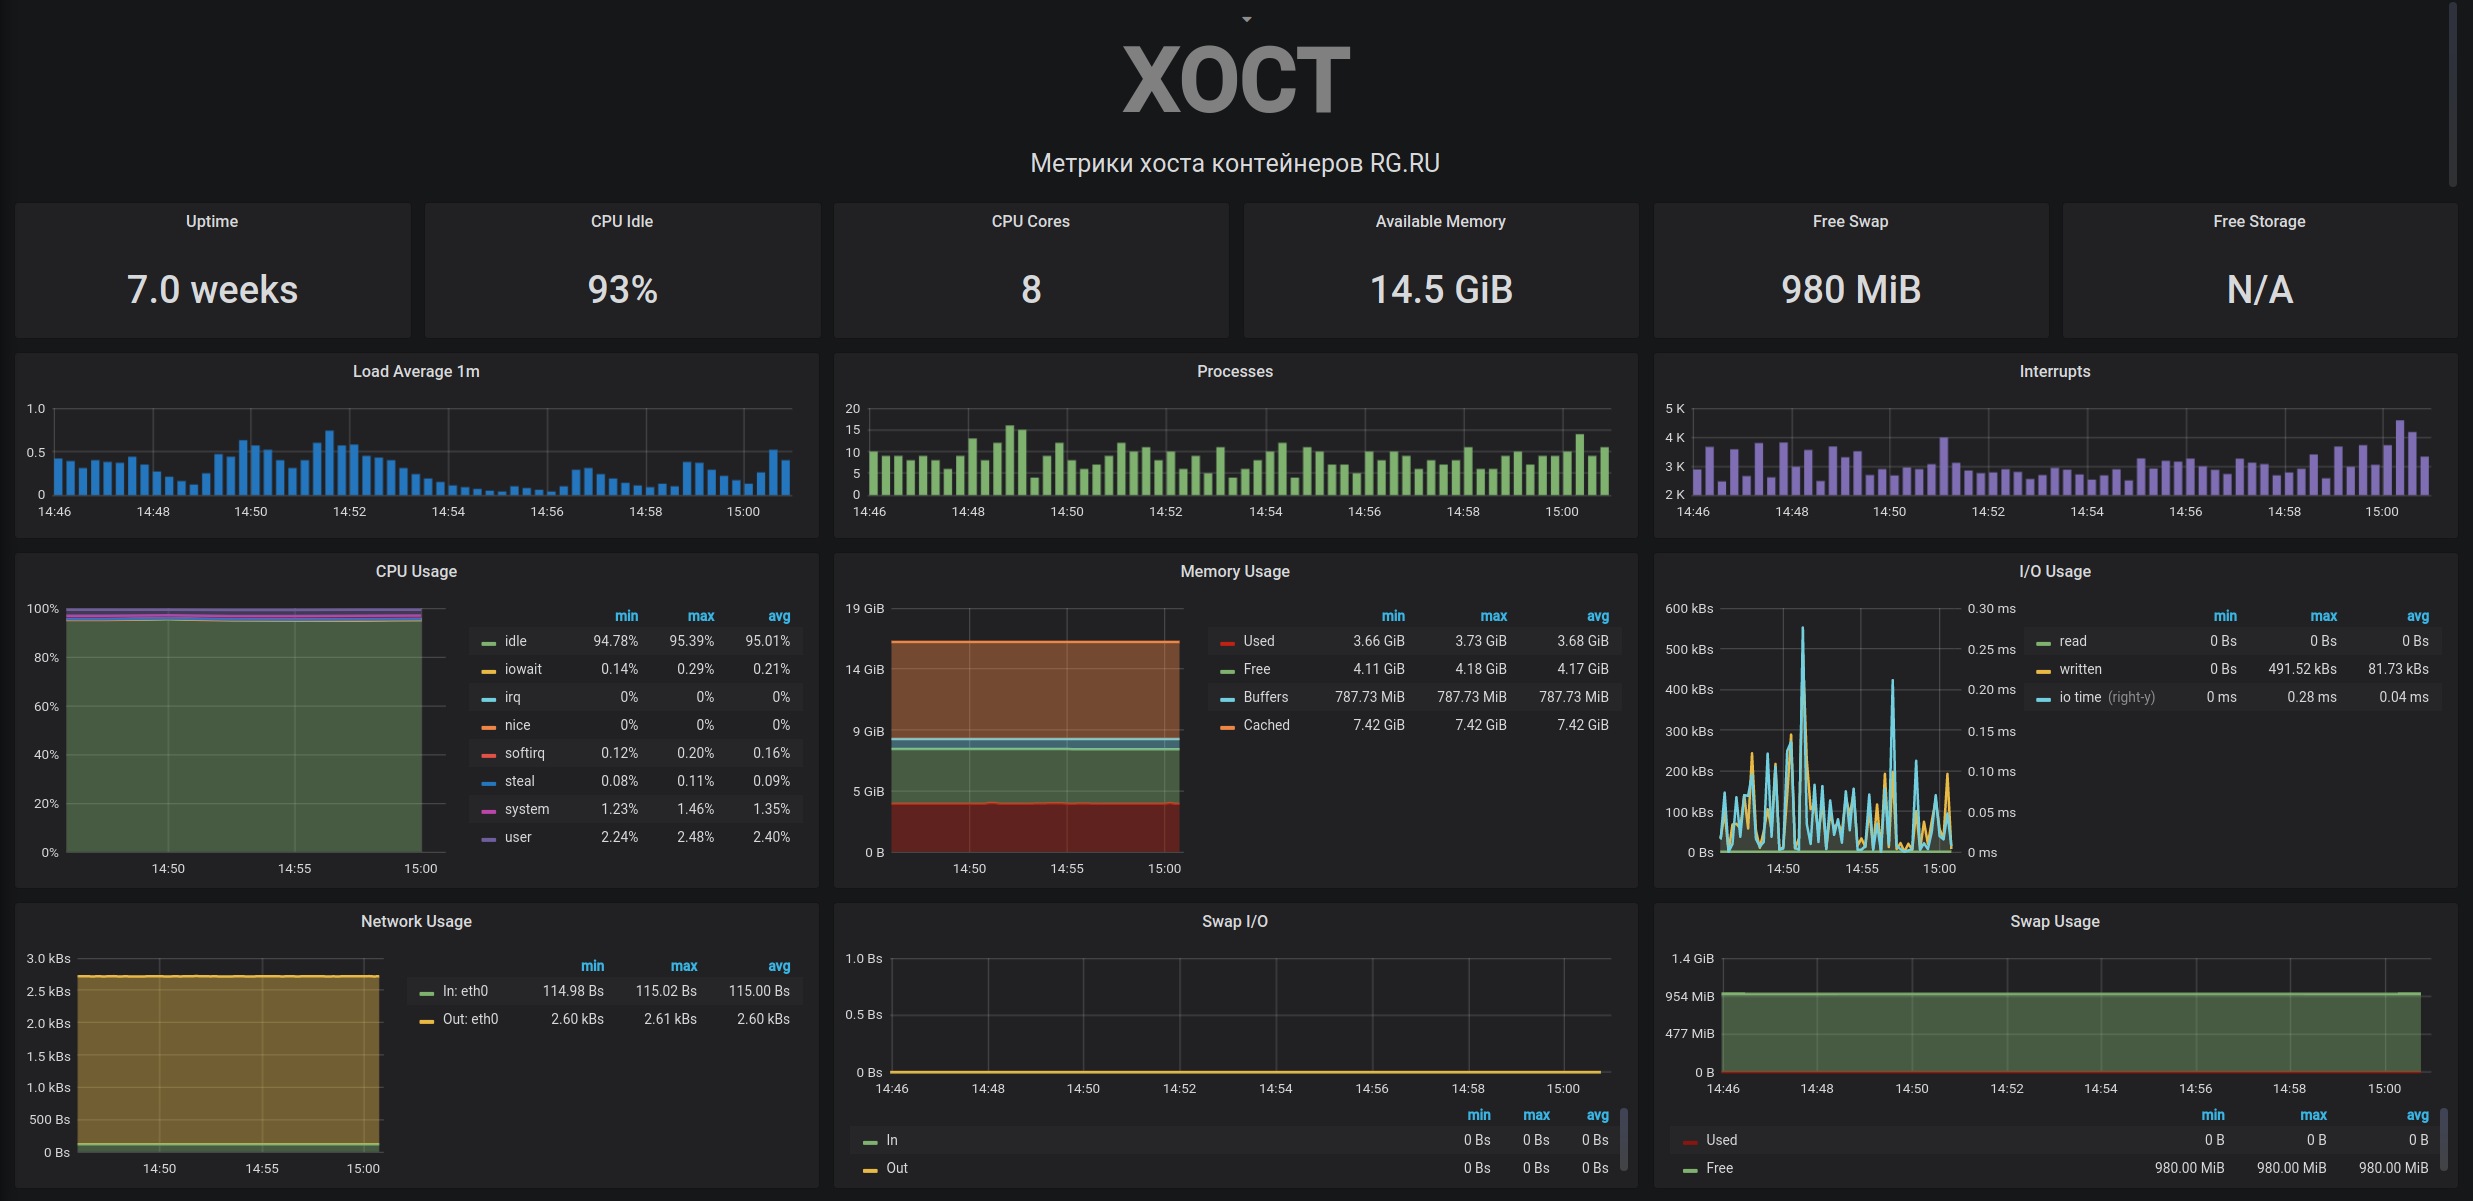 ХОСТ
Метрики хоста контейнеров RG.RU
Uptime
7.0 weeks
CPU Idle
93%
CPU Cores
8
Available Memory
14.5 GiB
Free Swap
980 MiB
Free Storage
N/A
Load Average 1m
1.0
0.5
0
14:46 14:48 14:50 14:52 14:54 14:56 14:58 15:00
Processes
20
15
10
5
0
14:46 14:48 14:50 14:52 14:54 14:56 14:58 15:00
Interrupts
5 K
4 K
3 K
2 K
14:46 14:48 14:50 14:52 14:54 14:56 14:58 15:00
CPU Usage
100%
80%
60%
40%
20%
0%
14:50 14:55 15:00
min max avg
idle 94.78% 95.39% 95.01%
iowait 0.14% 0.29% 0.21%
irq 0% 0% 0%
nice 0% 0% 0%
softirq 0.12% 0.20% 0.16%
steal 0.08% 0.11% 0.09%
system 1.23% 1.46% 1.35%
user 2.24% 2.48% 2.40%
Memory Usage
19 GiB
14 GiB
9 GiB
5 GiB
0 B
14:50 14:55 15:00
min max avg
Used 3.66 GiB 3.73 GiB 3.68 GiB
Free 4.11 GiB 4.18 GiB 4.17 GiB
Buffers 787.73 MiB 787.73 MiB 787.73 MiB
Cached 7.42 GiB 7.42 GiB 7.42 GiB
I/O Usage
600 kBs
500 kBs
400 kBs
300 kBs
200 kBs
100 kBs
0 Bs
0.30 ms
0.25 ms
0.20 ms
0.15 ms
0.10 ms
0.05 ms
0 ms
14:50 14:55 15:00
min max avg
read 0 Bs 0 Bs 0 Bs
written 0 Bs 491.52 kBs 81.73 kBs
io time (right-y) 0 ms 0.28 ms 0.04 ms
Network Usage
3.0 kBs
2.5 kBs
2.0 kBs
1.5 kBs
1.0 kBs
500 Bs
0 Bs
14:50 14:55 15:00
min max avg
In: eth0 114.98 Bs 115.02 Bs 115.00 Bs
Out: eth0 2.60 kBs 2.61 kBs 2.60 kBs
Swap I/O
1.0 Bs
0.5 Bs
0 Bs
14:46 14:48 14:50 14:52 14:54 14:56 14:58 15:00
min max avg
In 0 Bs 0 Bs 0 Bs
Out 0 Bs 0 Bs 0 Bs
Swap Usage
1.4 GiB
954 MiB
477 MiB
0 B
14:46 14:48 14:50 14:52 14:54 14:56 14:58 15:00
min max avg
Used 0 B 0 B 0 B
Free 980.00 MiB 980.00 MiB 980.00 MiB